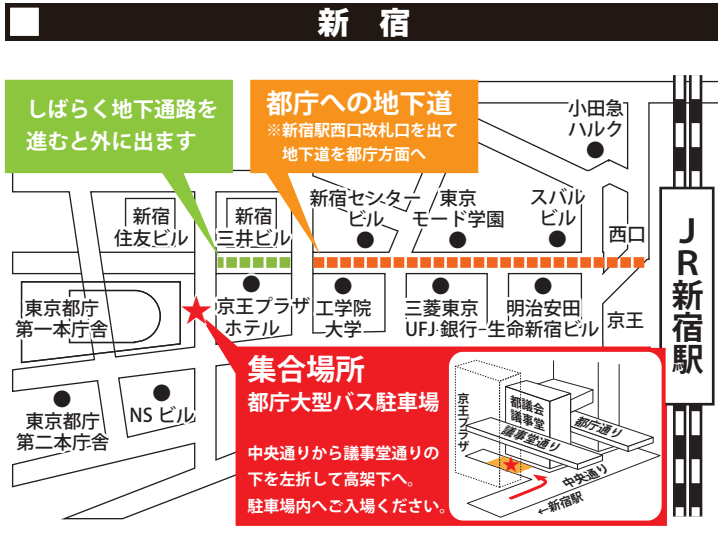 新 宿
しばらく地下通路を
進むと外に出ます
都庁への地下道
※新宿駅西口改札口を出て
地下道を都庁方面へ
小田急
ハルク
新宿
住友ビル
新宿
三井ビル
新宿センター
ビル
東京
モード学園
スバル
ビル
西口
JR新宿駅
東京都庁
第一本庁舎
京王プラザ
ホテル
工学院
大学
三菱東京
UFJ 銀行
明治安田
生命新宿ビル
京王
東京都庁
第二本庁舎
NS ビル
集合場所
都庁大型バス駐車場
中央通りから議事堂通りの
下を左折して高架下へ。
駐車場内へご入場ください。
京王プラザ
都議会
議事堂
議事堂通り
都庁通り
中央通り
←新宿駅